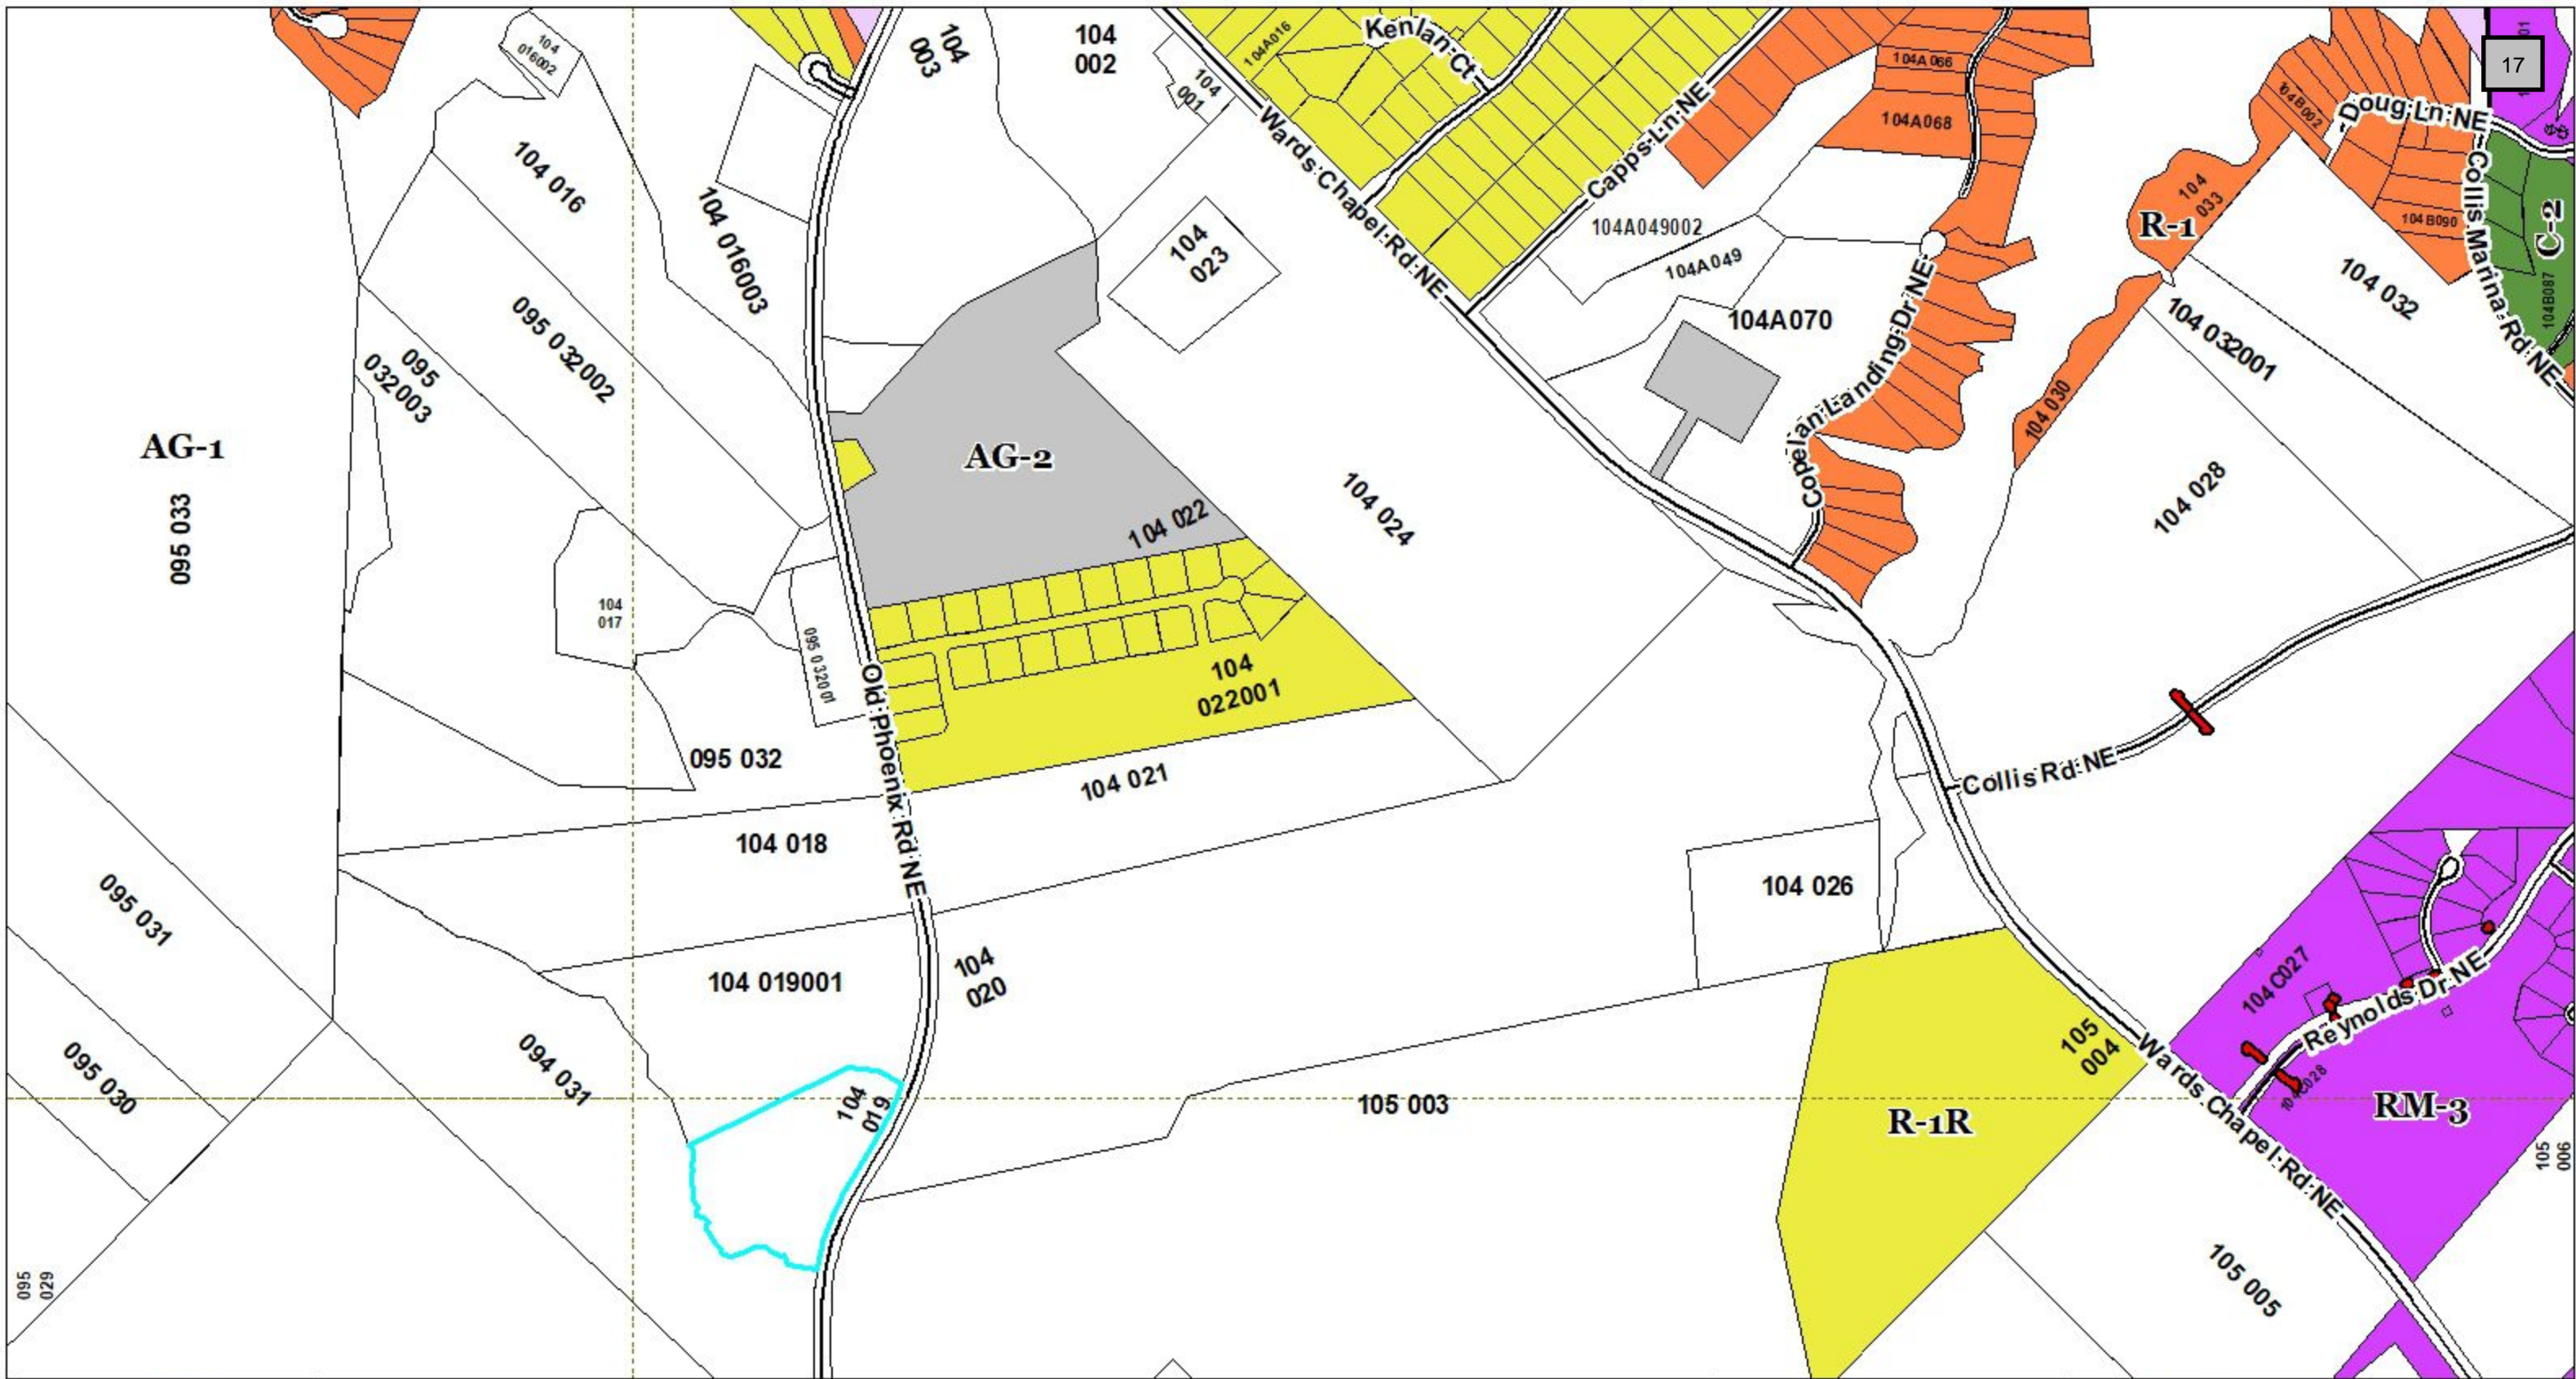 104
016002
104
003
104
002
104
001
104A016
Kenlan Ct
104A 066
104A068
104B002
Doug Ln NE
17
104 016
104 016003
104
023
Wards Chapel Rd NE
Capps Ln NE
104A049002
104A049
104A070
Copelan Landing Dr NE
104
033
R-1
104B090
Collis Marina Rd NE
C-2
104B087
104 032
104 032001
104 030
104 028
095 032002
095
032003
AG-1
095 033
AG-2
104 022
104 024
104
017
095 032001
Old Phoenix Rd NE
104
022001
095 032
104 021
104 018
Collis Rd NE
104 026
095 031
104 019001
104
020
104C027
Reynolds Dr NE
104C028
RM-3
105
004
Wards Chapel Rd NE
R-1R
105 003
094 031
095 030
104
019
095
029
105
006
105 005